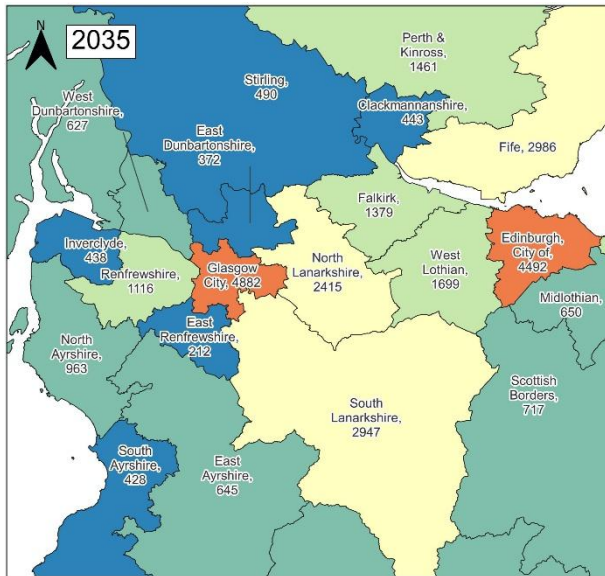 N
2035
Perth &
Kinross,
1461
Stirling,
490
West
Dunbartonshire,
627
Clackmannanshire,
443
East
Dunbartonshire,
372
Fife, 2986
Falkirk,
1379
Inverclyde,
438
Renfrewshire,
1116
Glasgow
City, 4882
North
Lanarkshire,
2415
West
Lothian,
1699
Edinburgh,
City of,
4492
Midlothian,
650
North
Ayrshire,
963
East
Renfrewshire,
212
Scottish
Borders,
717
South
Lanarkshire,
2947
South
Ayrshire,
428
East
Ayrshire,
645